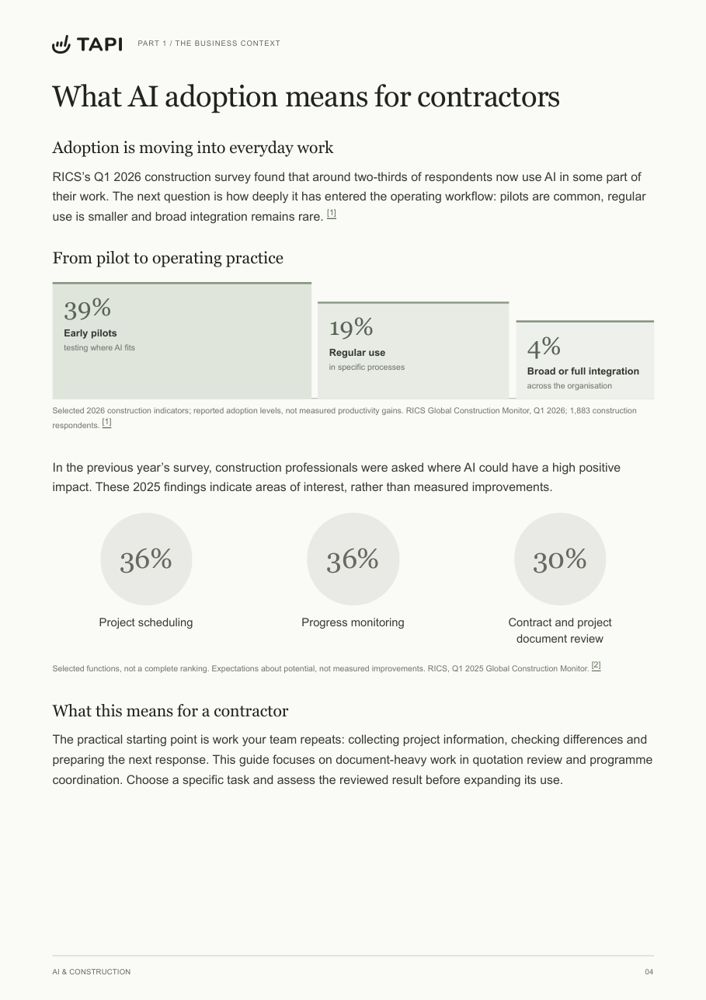 TAPI
PART 1 / THE BUSINESS CONTEXT
What AI adoption means for contractors
Adoption is moving into everyday work
RICS’s Q1 2026 construction survey found that around two-thirds of respondents now use AI in some part of
their work. The next question is how deeply it has entered the operating workflow: pilots are common, regular
use is smaller and broad integration remains rare. [1]
From pilot to operating practice
39%
Early pilots
testing where AI fits
19%
Regular use
in specific processes
4%
Broad or full integration
across the organisation
Selected 2026 construction indicators; reported adoption levels, not measured productivity gains. RICS Global Construction Monitor, Q1 2026; 1,883 construction
respondents. [1]
In the previous year’s survey, construction professionals were asked where AI could have a high positive
impact. These 2025 findings indicate areas of interest, rather than measured improvements.
36%
Project scheduling
36%
Progress monitoring
30%
Contract and project
document review
Selected functions, not a complete ranking. Expectations about potential, not measured improvements. RICS, Q1 2025 Global Construction Monitor. [2]
What this means for a contractor
The practical starting point is work your team repeats: collecting project information, checking differences and
preparing the next response. This guide focuses on document-heavy work in quotation review and programme
coordination. Choose a specific task and assess the reviewed result before expanding its use.
AI & CONSTRUCTION
04